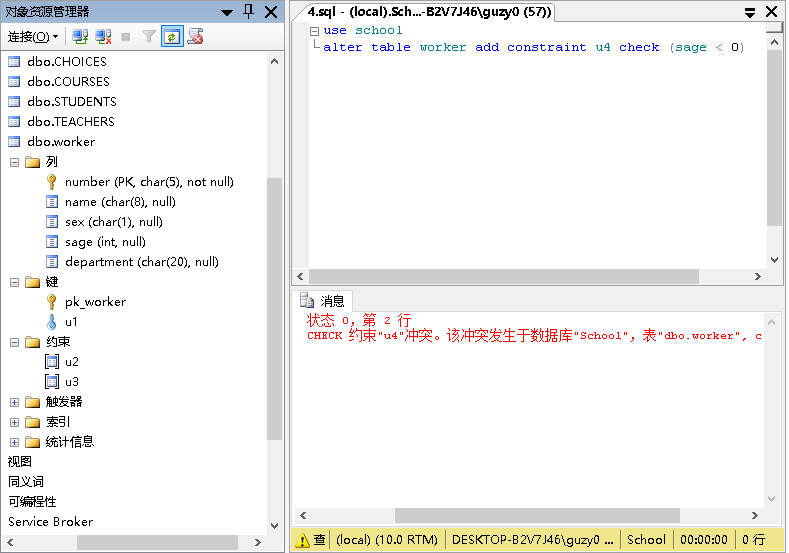 对象资源管理器
连接(O)
dbo.CHOICES
dbo.COURSES
dbo.STUDENTS
dbo.TEACHERS
dbo.worker
列
number (PK, char(5), not null)
name (char(8), null)
sex (char(1), null)
sage (int, null)
department (char(20), null)
键
pk_worker
u1
约束
u2
u3
触发器
索引
统计信息
视图
同义词
可编程性
Service Broker
4.sql - (local).Sch...-B2V7J46\guzy0 (57))
use school
alter table worker add constraint u4 check (sage < 0)
消息
状态 0，第 2 行
CHECK 约束"u4"冲突。该冲突发生于数据库"School"，表"dbo.worker", c
查 (local) (10.0 RTM) DESKTOP-B2V7J46\guzy0 ... School 00:00:00 0 行